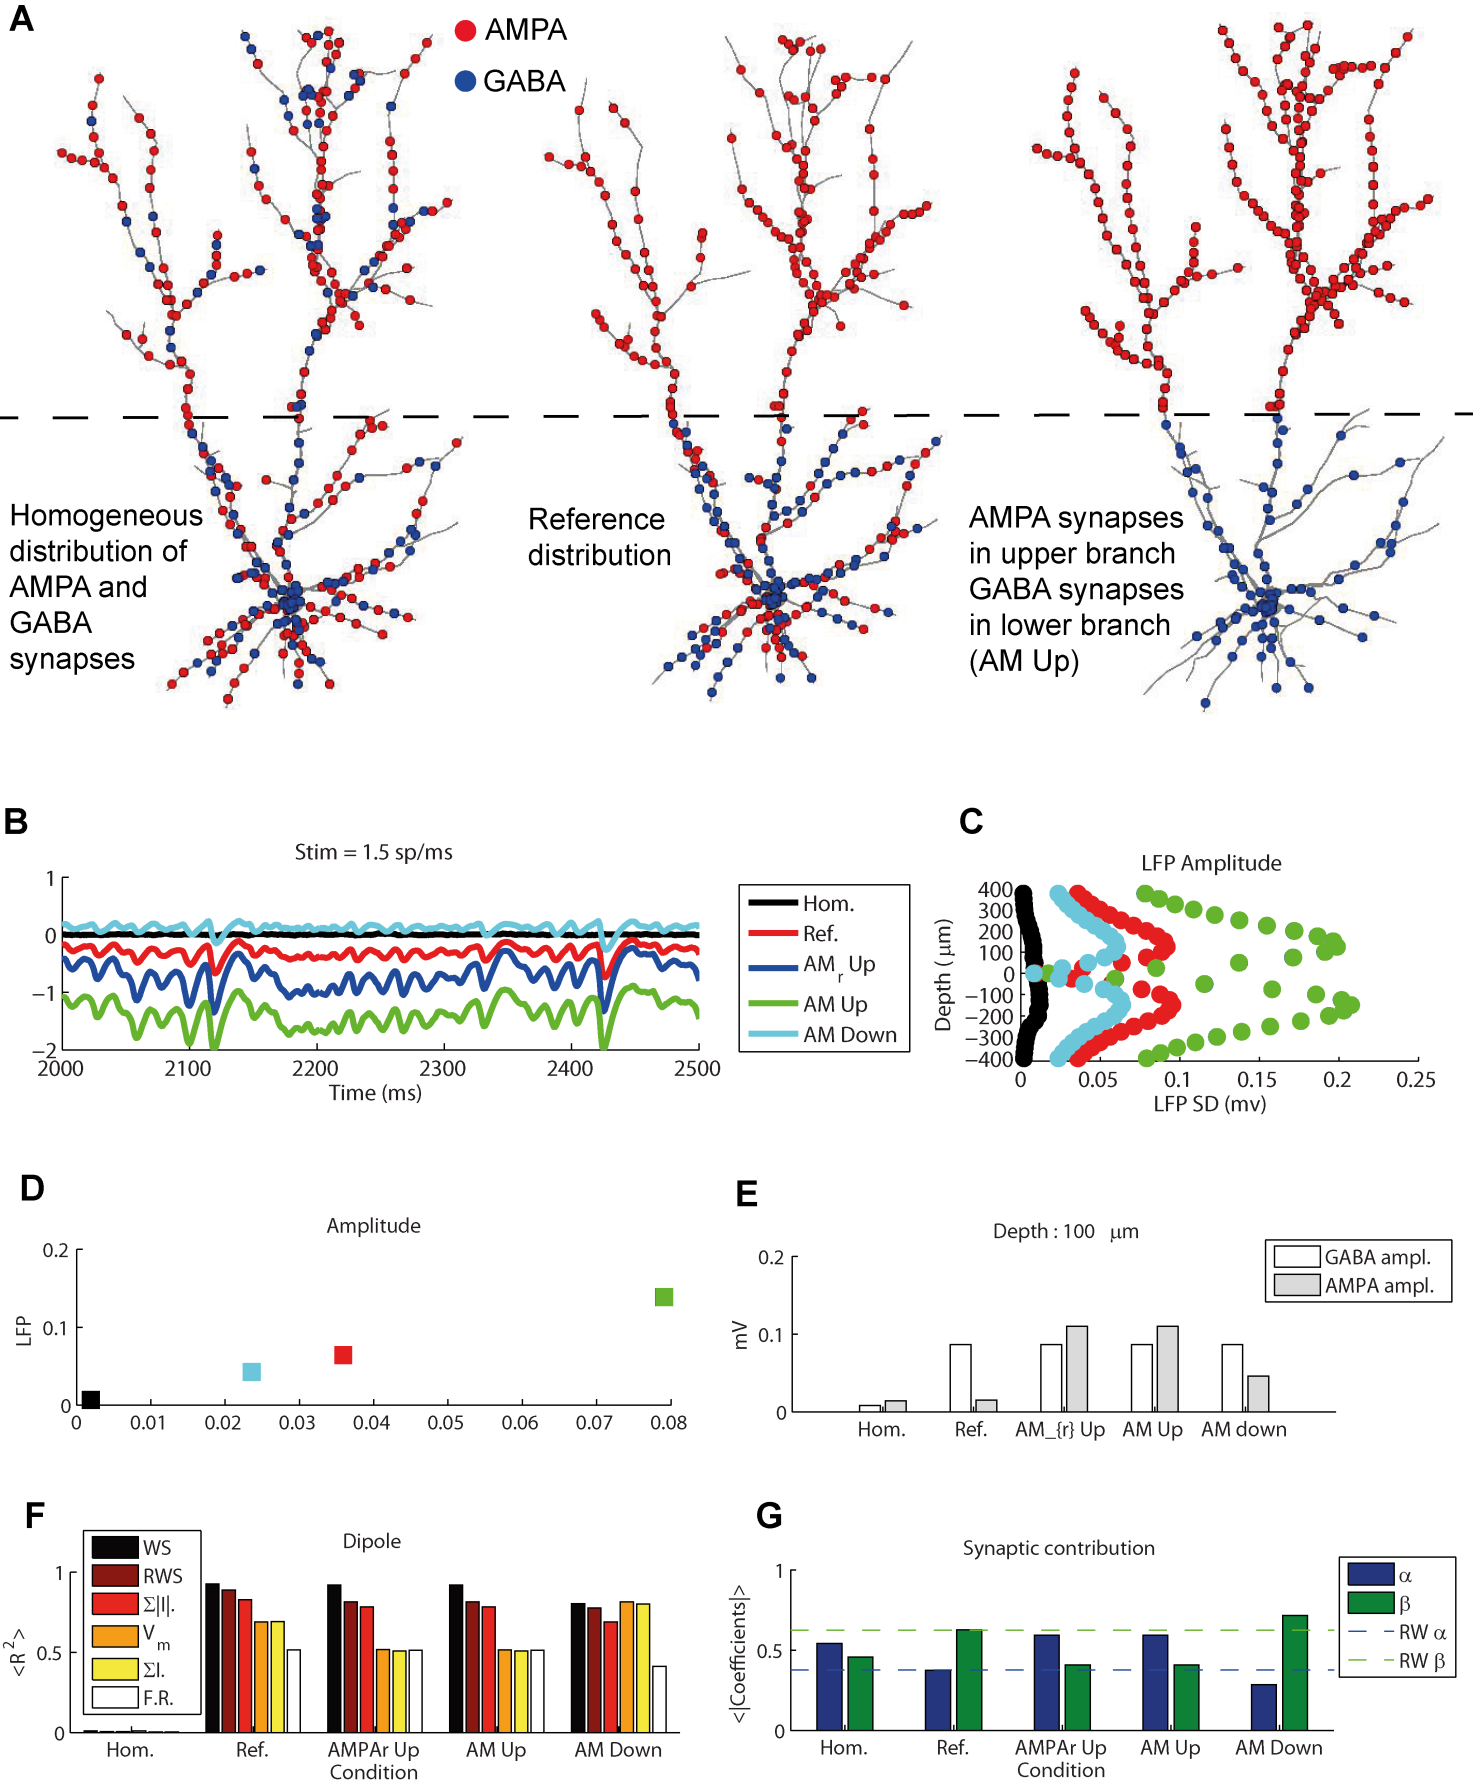 A
AMPA
GABA
Homogeneous
distribution of
AMPA and
GABA
synapses
Reference
distribution
AMPA synapses
in upper branch
GABA synapses
in lower branch
(AM Up)
B
Stim = 1.5 sp/ms
1
0
−1
−2
2000
2100
2200
2300
2400
2500
Time (ms)
Hom.
Ref.
AMr Up
AM Up
AM Down
C
LFP Amplitude
Depth (μm)
400
300
200
100
0
−100
−200
−300
−400
0
0.05
0.1
0.15
0.2
0.25
LFP SD (mv)
D
Amplitude
LFP
0.2
0.1
0
0
0.01
0.02
0.03
0.04
0.05
0.06
0.07
0.08
E
Depth : 100 μm
mV
0.2
0.1
0
Hom.
Ref.
AM_{r} Up
AM Up
AM down
GABA ampl.
AMPA ampl.
F
Dipole
<R²>
1
0.5
0
WS
RWS
Σ|I|.
Vm
ΣI.
F.R.
Hom.
Ref.
AMPAr Up
AM Up
AM Down
Condition
G
Synaptic contribution
<|Coefficients|>
1
0.5
0
Hom.
Ref.
AMPAr Up
AM Up
AM Down
Condition
α
β
RW α
RW β